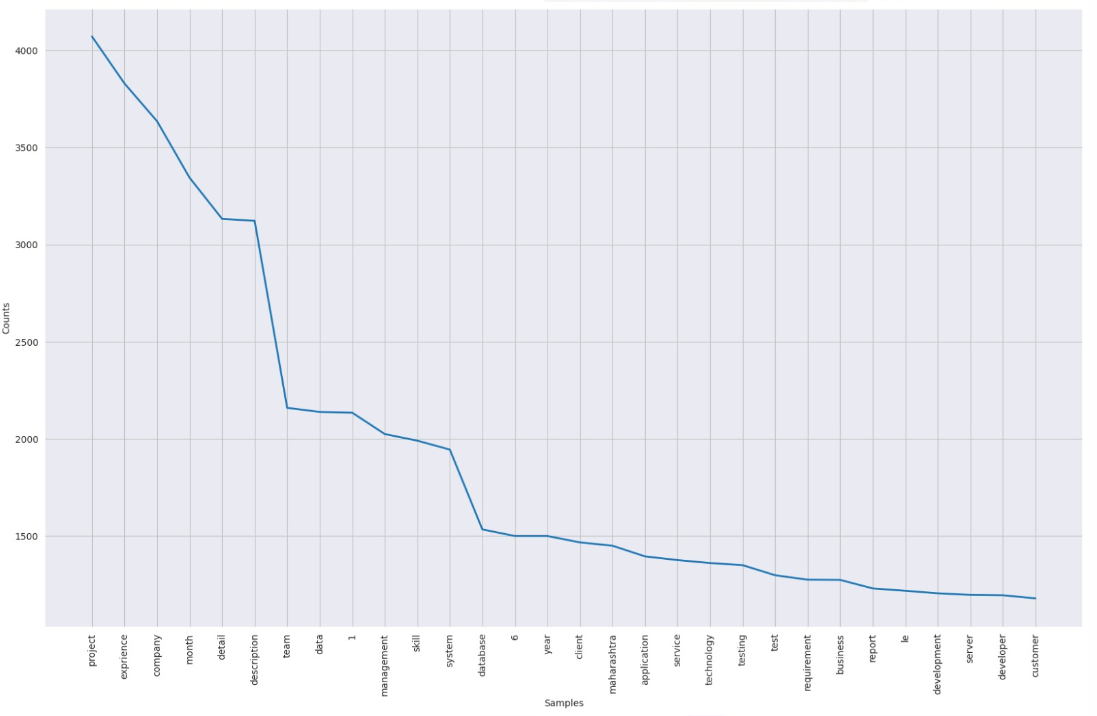 4000
3500
3000
2500
2000
1500
Counts
project
exprience
company
month
detail
description
team
data
1
management
skill
system
database
6
year
client
maharashtra
application
service
technology
testing
test
requirement
business
report
le
development
server
developer
customer
Samples